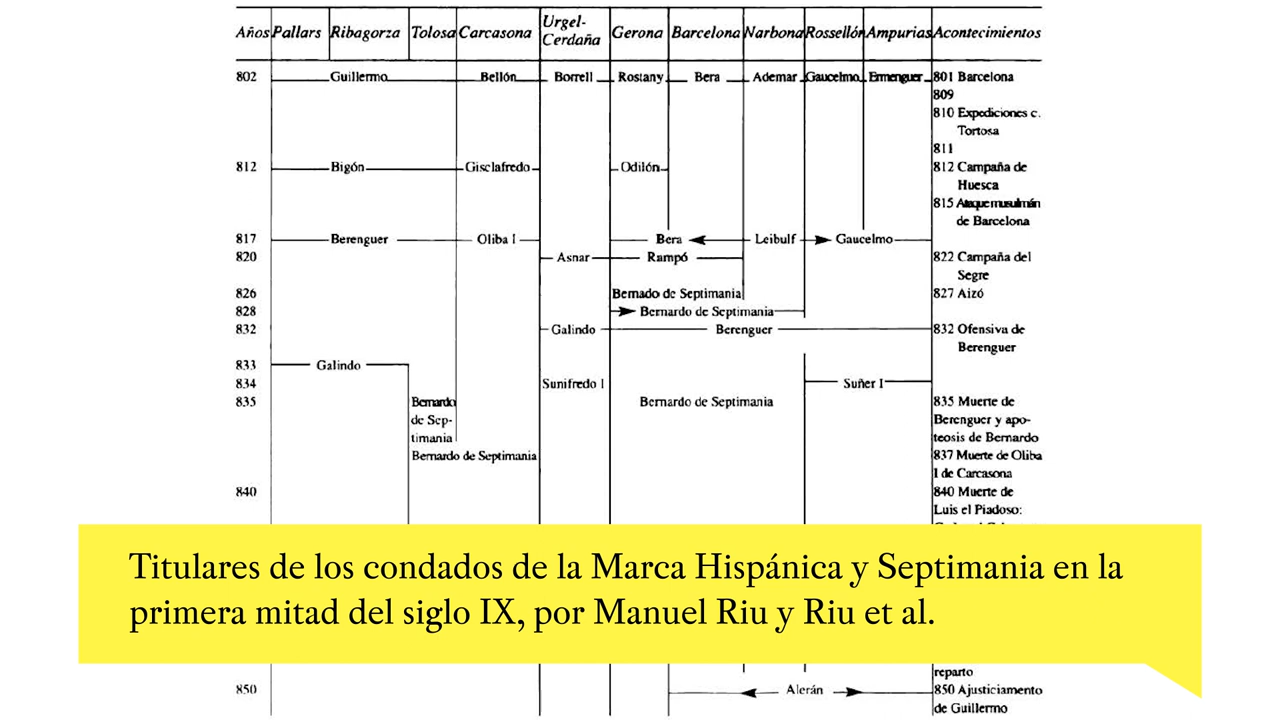 Años Pallars Ribagorza Tolosa Carcasona Urgel- Cerdaña Gerona Barcelona Narbona Rosellón Ampurias Acontecimientos
802 Guillermo Bellón Borrell Rostany Bera Ademar Gaucelmo Ermenguer 801 Barcelona
809
810 Expediciones c.
Tortosa
811
812 Bigón Gisclafredo Odilón 812 Campaña de
Huesca
815 Ataque musulmán
de Barcelona
817 Berenguer Oliba I Bera Leibulf Gaucelmo
820 Asnar Rampó 822 Campaña del
Segre
826 Bernado de Septimania 827 Aizó
828 Bernardo de Septimania
832 Galindo Berenguer 832 Ofensiva de
Berenguer
833 Galindo
834 Sunifredo I Suñer I
835 Bernardo Bernardo de Septimania 835 Muerte de
de Sep- Berenguer y apo-
timania teosis de Bernardo
Bernardo de Septimania 837 Muerte de Oliba
I de Carcasona
840 840 Muerte de
Luis el Piadoso:
Titulares de los condados de la Marca Hispánica y Septimania en la
primera mitad del siglo IX, por Manuel Riu y Riu et al.
reparto
850 Alerán 850 Ajusticiamento
de Guillermo